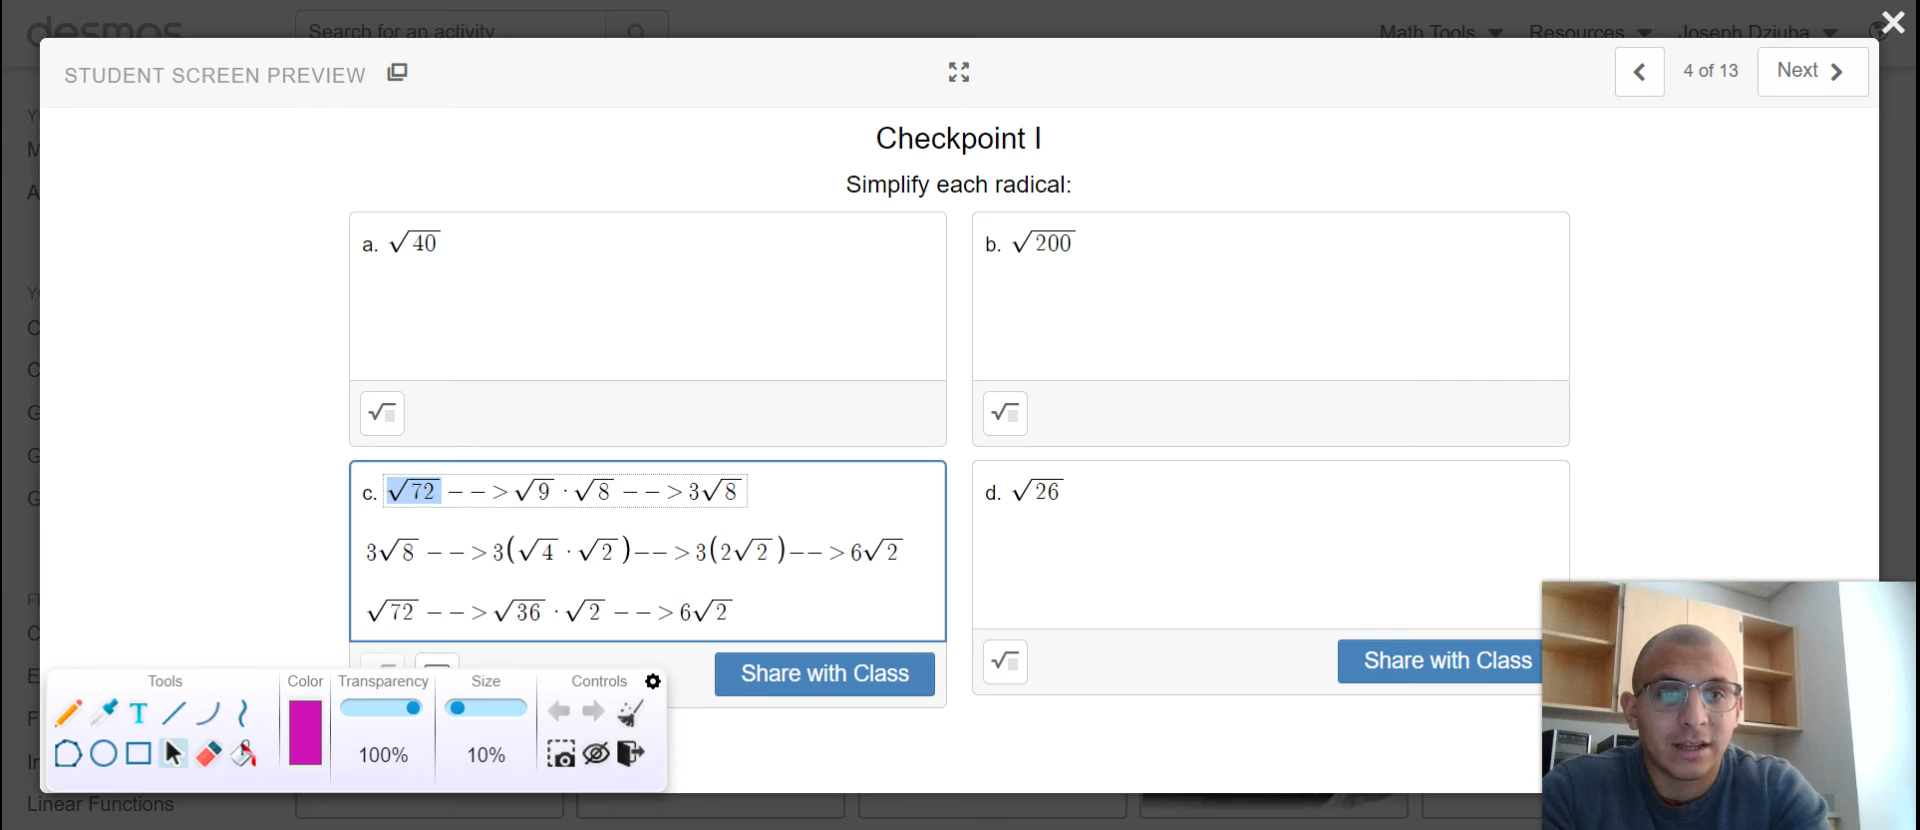 desmos
Search for an activity
Math Tools
Resources
Joseph Dziuba
STUDENT SCREEN PREVIEW
4 of 13
Next
Checkpoint I
Simplify each radical:
a. √40
b. √200
c. √72 --> √9 · √8 --> 3√8
3√8 --> 3(√4 · √2) --> 3(2√2) --> 6√2
√72 --> √36 · √2 --> 6√2
d. √26
Share with Class
Share with Class
Tools
Color
Transparency
Size
Controls
T
100%
10%
Linear Functions